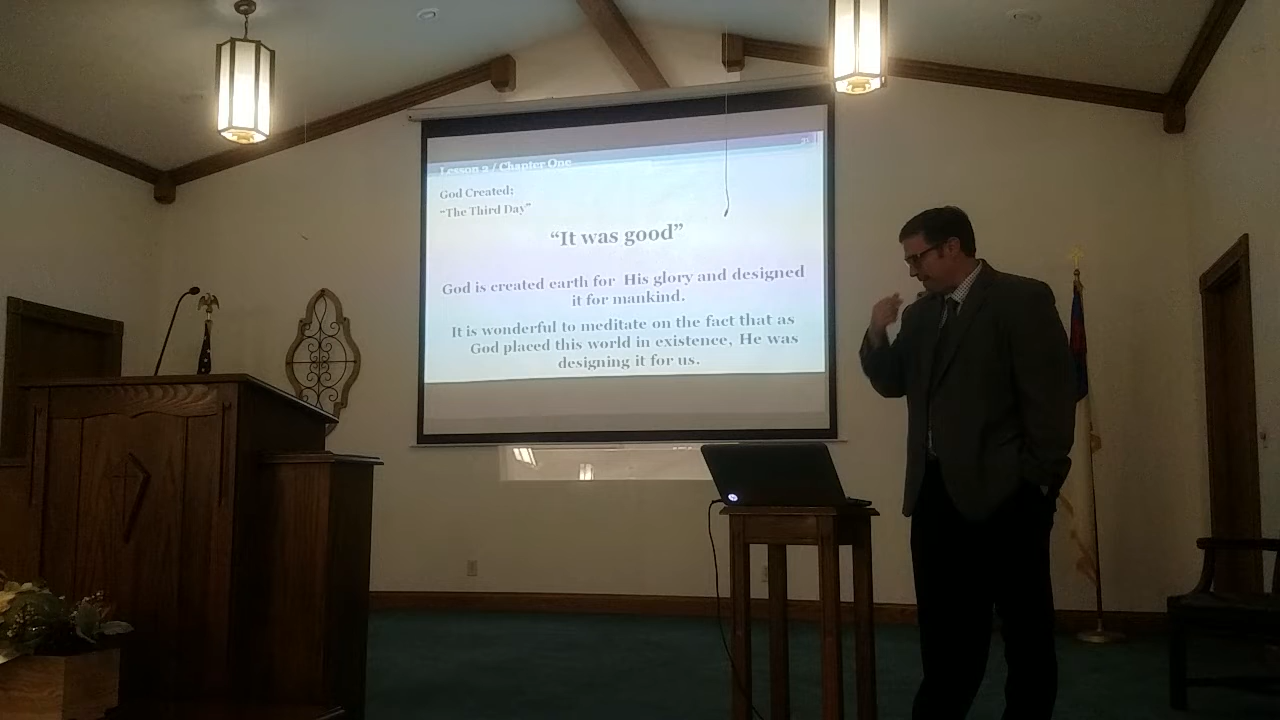 Lesson 2 / Chapter One
God Created:
"The Third Day"
"It was good"
God is created earth for His glory and designed
it for mankind.
It is wonderful to meditate on the fact that as
God placed this world in existence, He was
designing it for us.